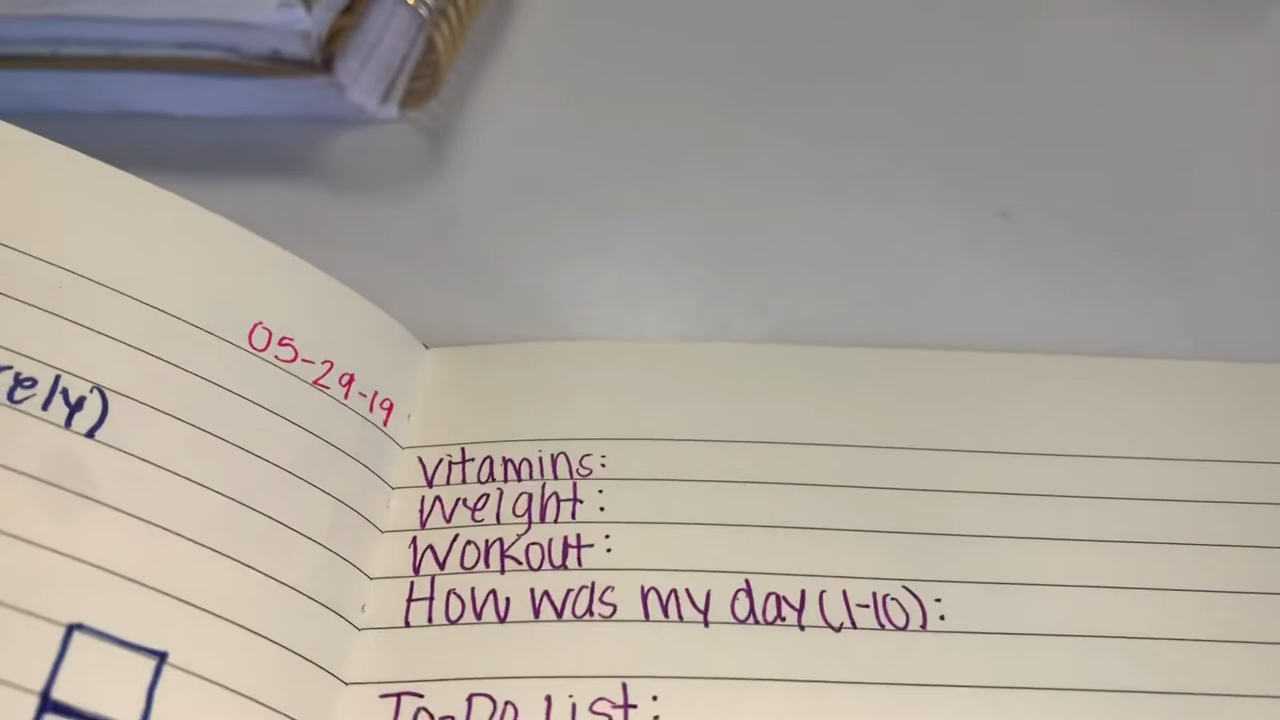 05-29-19
Vitamins:
Weight:
Workout:
How was my day (1-10):
To-Do List: